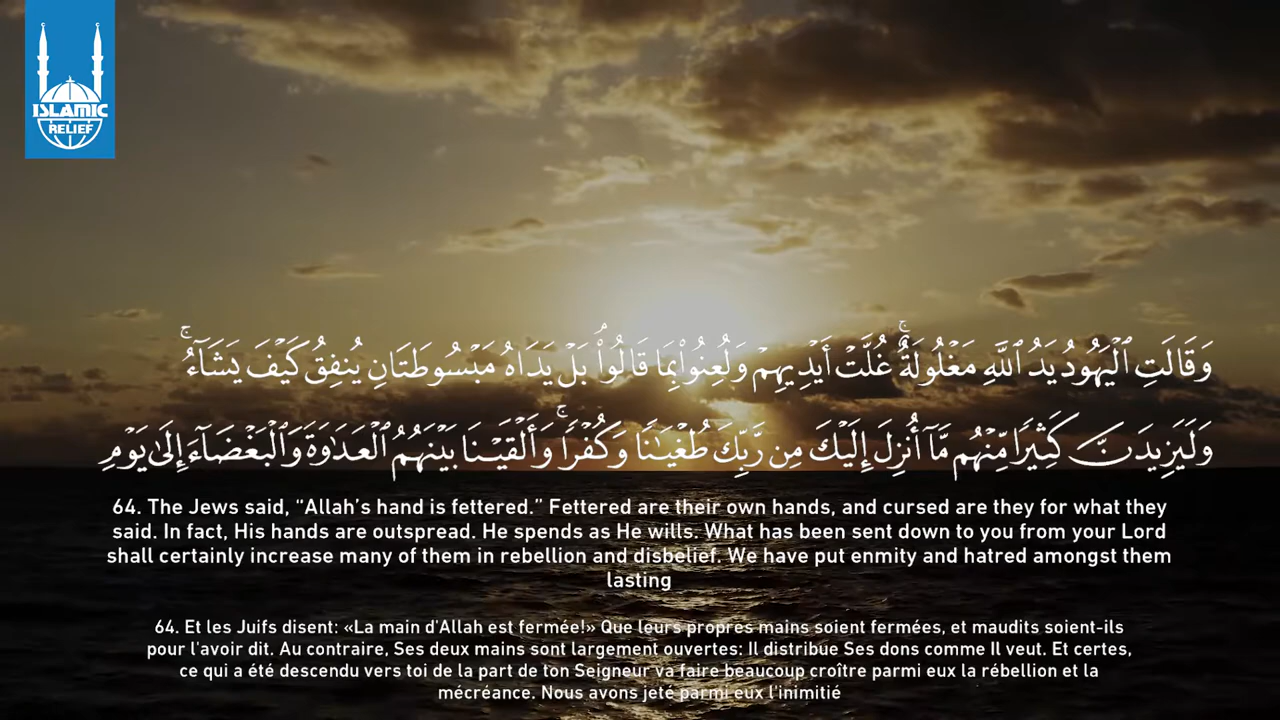 ISLAMIC
RELIEF
وَقَالَتِ ٱلْيَهُودُ يَدُ ٱللَّهِ مَغْلُولَةٌ ۚ غُلَّتْ أَيْدِيهِمْ وَلُعِنُوا۟ بِمَا قَالُوا۟ ۘ بَلْ يَدَاهُ مَبْسُوطَتَانِ يُنفِقُ كَيْفَ يَشَآءُ ۚ
وَلَيَزِيدَنَّ كَثِيرًا مِّنْهُم مَّآ أُنزِلَ إِلَيْكَ مِن رَّبِّكَ طُغْيَـٰنًا وَكُفْرًا ۚ وَأَلْقَيْنَا بَيْنَهُمُ ٱلْعَدَٰوَةَ وَٱلْبَغْضَآءَ إِلَىٰ يَوْمِ
64. The Jews said, “Allah’s hand is fettered.” Fettered are their own hands, and cursed are they for what they
said. In fact, His hands are outspread. He spends as He wills. What has been sent down to you from your Lord
shall certainly increase many of them in rebellion and disbelief. We have put enmity and hatred amongst them
lasting
64. Et les Juifs disent: «La main d'Allah est fermée!» Que leurs propres mains soient fermées, et maudits soient-ils
pour l'avoir dit. Au contraire, Ses deux mains sont largement ouvertes: Il distribue Ses dons comme Il veut. Et certes,
ce qui a été descendu vers toi de la part de ton Seigneur va faire beaucoup croître parmi eux la rébellion et la
mécréance. Nous avons jeté parmi eux l'inimitié